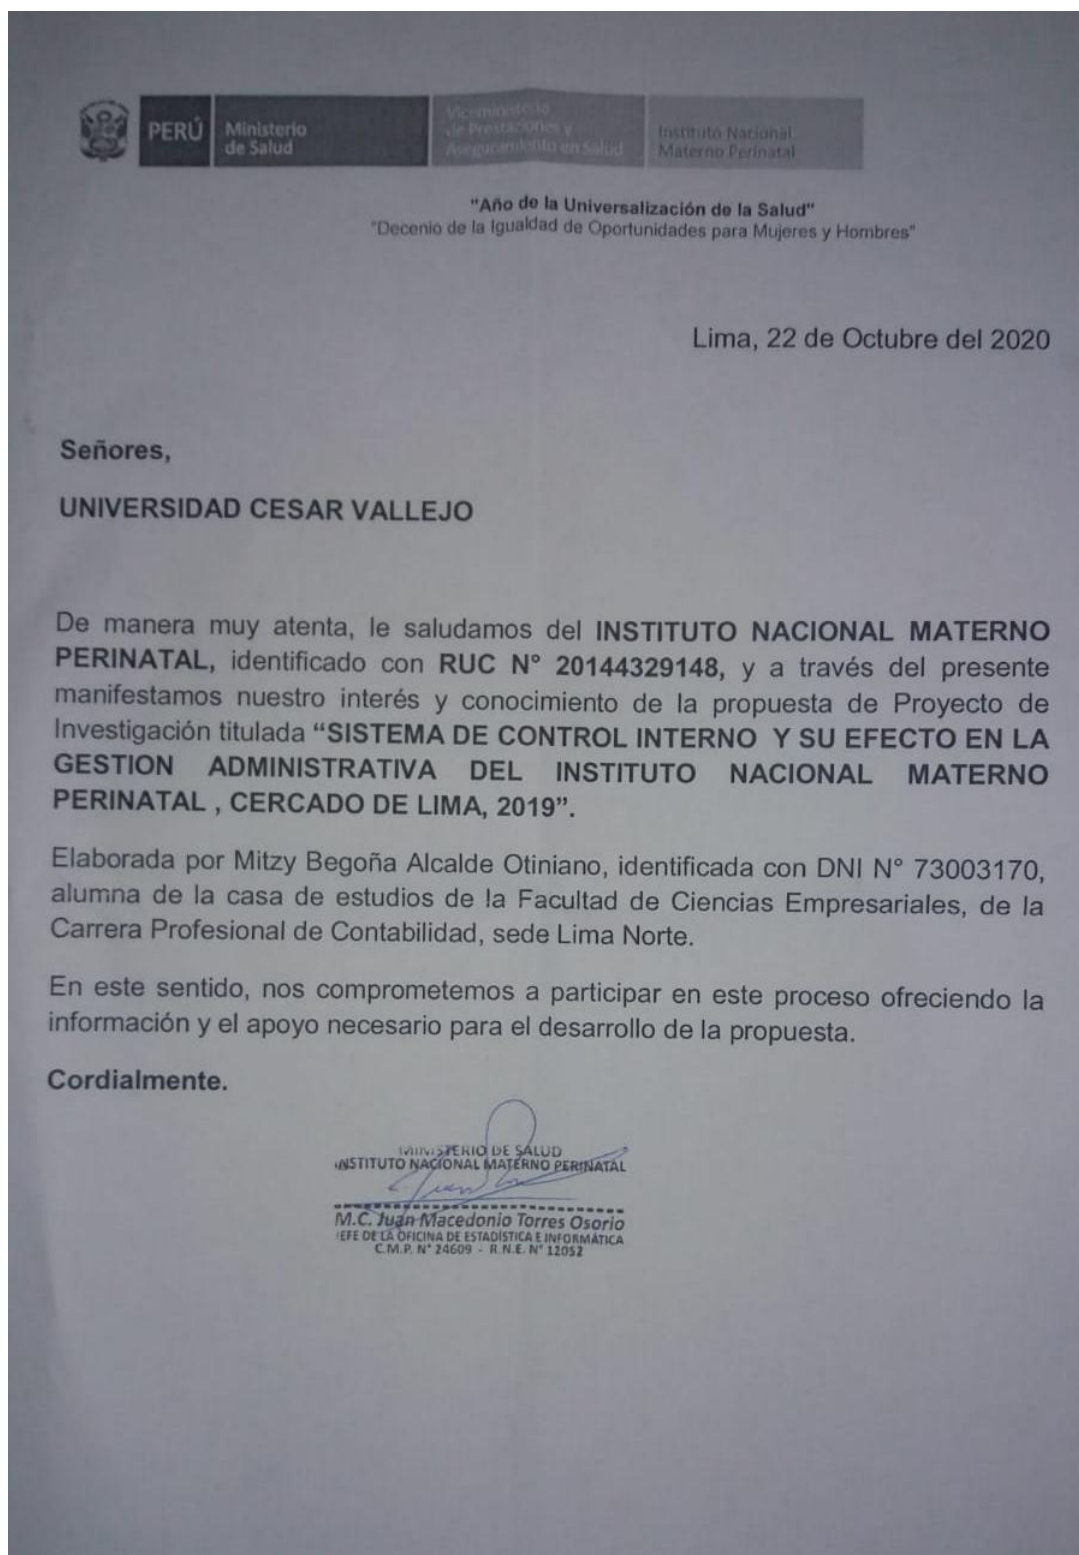 PERÚ
Ministerio
de Salud
Viceministerio
de Prestaciones y
Aseguramiento en Salud
Instituto Nacional
Materno Perinatal
"Año de la Universalización de la Salud"
"Decenio de la Igualdad de Oportunidades para Mujeres y Hombres"
Lima, 22 de Octubre del 2020
Señores,
UNIVERSIDAD CESAR VALLEJO
De manera muy atenta, le saludamos del INSTITUTO NACIONAL MATERNO
PERINATAL, identificado con RUC N° 20144329148, y a través del presente
manifestamos nuestro interés y conocimiento de la propuesta de Proyecto de
Investigación titulada “SISTEMA DE CONTROL INTERNO Y SU EFECTO EN LA
GESTION ADMINISTRATIVA DEL INSTITUTO NACIONAL MATERNO
PERINATAL , CERCADO DE LIMA, 2019”.
Elaborada por Mitzy Begoña Alcalde Otiniano, identificada con DNI N° 73003170,
alumna de la casa de estudios de la Facultad de Ciencias Empresariales, de la
Carrera Profesional de Contabilidad, sede Lima Norte.
En este sentido, nos comprometemos a participar en este proceso ofreciendo la
información y el apoyo necesario para el desarrollo de la propuesta.
Cordialmente.
MINISTERIO DE SALUD
INSTITUTO NACIONAL MATERNO PERINATAL
M.C. Juan Macedonio Torres Osorio
JEFE DE LA OFICINA DE ESTADÍSTICA E INFORMÁTICA
C.M.P. N° 24609 - R.N.E. N° 12052